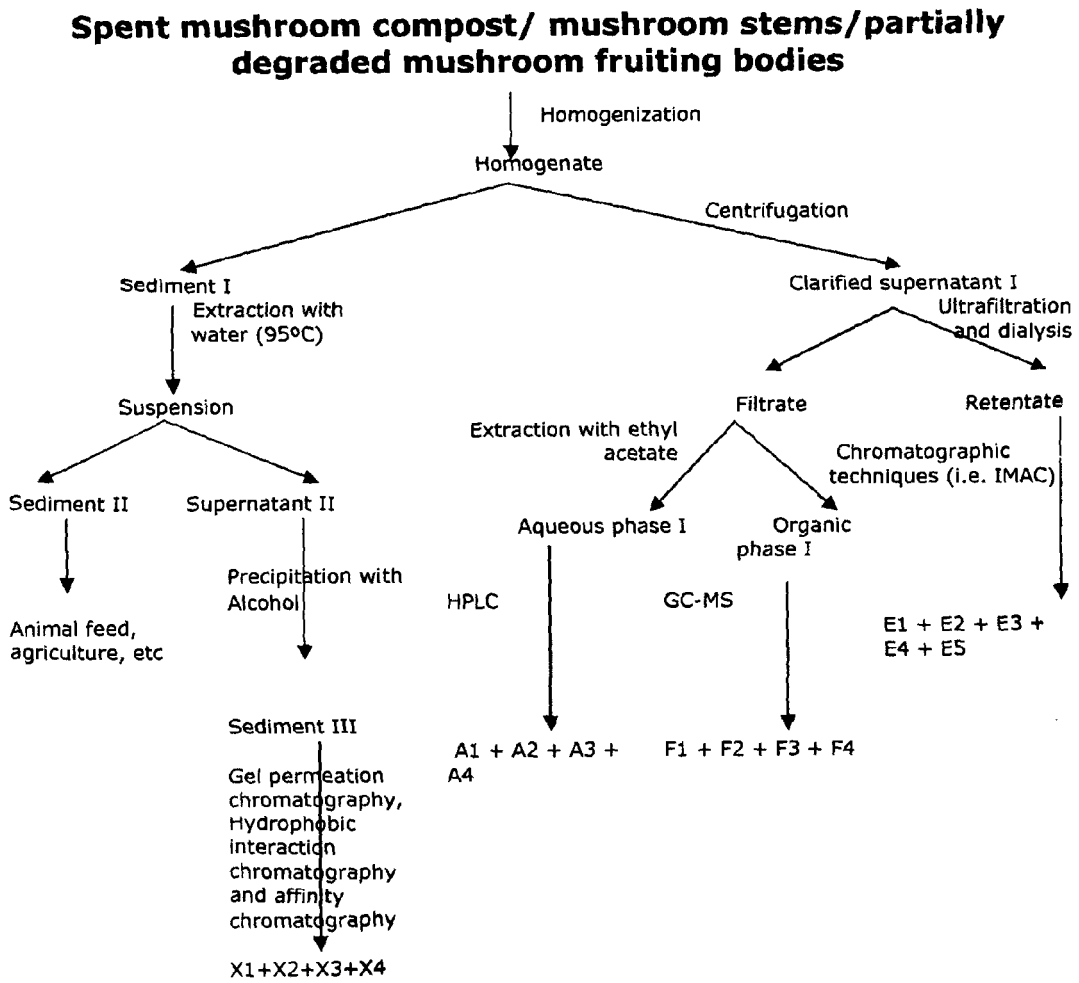 Spent mushroom compost/ mushroom stems/partially
degraded mushroom fruiting bodies
Homogenization
Homogenate
Centrifugation
Sediment I
Clarified supernatant I
Extraction with
water (95ºC)
Ultrafiltration
and dialysis
Suspension
Filtrate
Retentate
Extraction with ethyl
acetate
Chromatographic
techniques (i.e. IMAC)
Sediment II
Supernatant II
Aqueous phase I
Organic
phase I
Precipitation with
Alcohol
HPLC
GC-MS
Animal feed,
agriculture, etc
E1 + E2 + E3 +
E4 + E5
Sediment III
A1 + A2 + A3 +
A4
F1 + F2 + F3 + F4
Gel permeation
chromatography,
Hydrophobic
interaction
chromatography
and affinity
chromatography
X1+X2+X3+X4